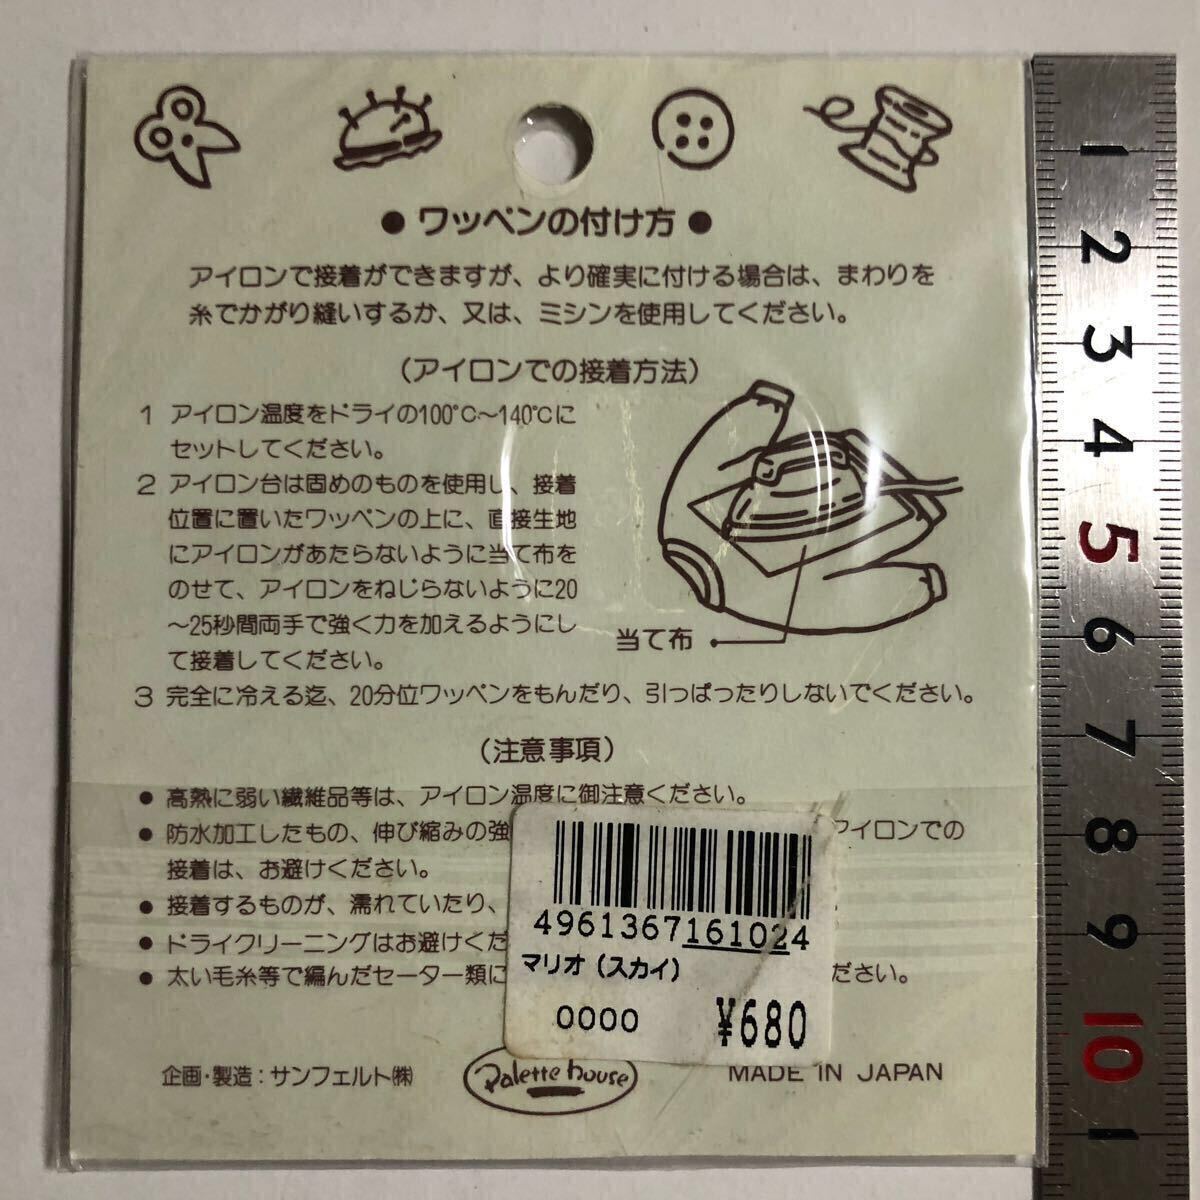 ● ワッペンの付け方 ●
アイロンで接着ができますが、より確実に付ける場合は、まわりを
糸でかがり縫いするか、又は、ミシンを使用してください。
（アイロンでの接着方法）
1 アイロン温度をドライの100℃〜140℃に
セットしてください。
2 アイロン台は固めのものを使用し、接着
位置に置いたワッペンの上に、直接生地
にアイロンがあたらないように当て布を
のせて、アイロンをねじらないように20
〜25秒間両手で強く力を加えるようにし
て接着してください。
当て布
3 完全に冷える迄、20分位ワッペンをもんだり、引っぱったりしないでください。
（注意事項）
● 高熱に弱い繊維品等は、アイロン温度に御注意ください。
● 防水加工したもの、伸び縮みの強 アイロンでの
接着は、お避けください。
● 接着するものが、濡れていたり、
● ドライクリーニングはお避けくだ
● 太い毛糸等で編んだセーター類に ださい。
4961367161024
マリオ（スカイ）
0000 ¥680
企画・製造：サンフェルト㈱
Palette house
MADE IN JAPAN
1
2
3
4
5
6
7
8
9
10
1